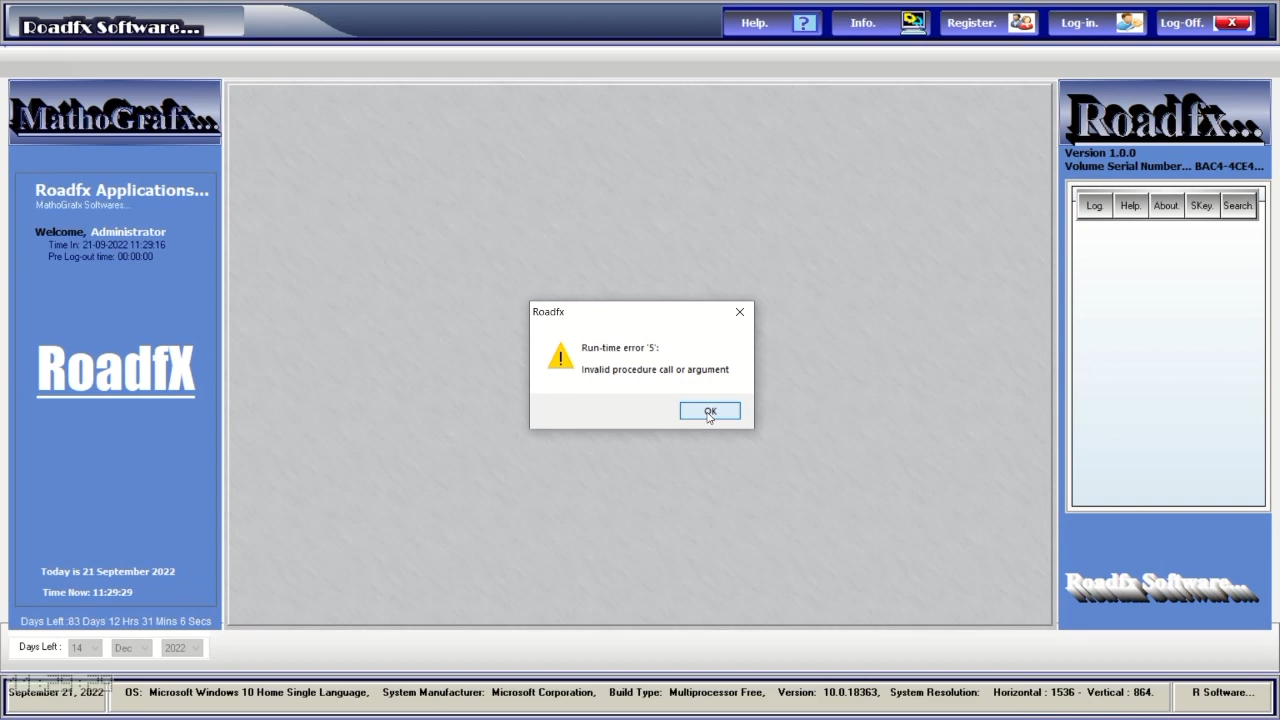 Roadfx Software...
Help.
Info.
Register.
Log-in.
Log-Off.
MathoGrafx...
Roadfx Applications...
MathoGrafx Softwares...
Welcome, Administrator
Time In: 21-09-2022 11:29:16
Pre Log-out time: 00:00:00
RoadfX
Today is 21 September 2022
Time Now: 11:29:29
Days Left :83 Days 12 Hrs 31 Mins 6 Secs
Days Left : 14 Dec 2022
Roadfx
Run-time error '5':
Invalid procedure call or argument
OK
Roadfx...
Version 1.0.0
Volume Serial Number... BAC4-4CE4...
Log. Help. About. SKey. Search.
Roadfx Software...
September 21, 2022 OS: Microsoft Windows 10 Home Single Language, System Manufacturer: Microsoft Corporation, Build Type: Multiprocessor Free, Version: 10.0.18363, System Resolution: Horizontal : 1536 - Vertical : 864. R Software...